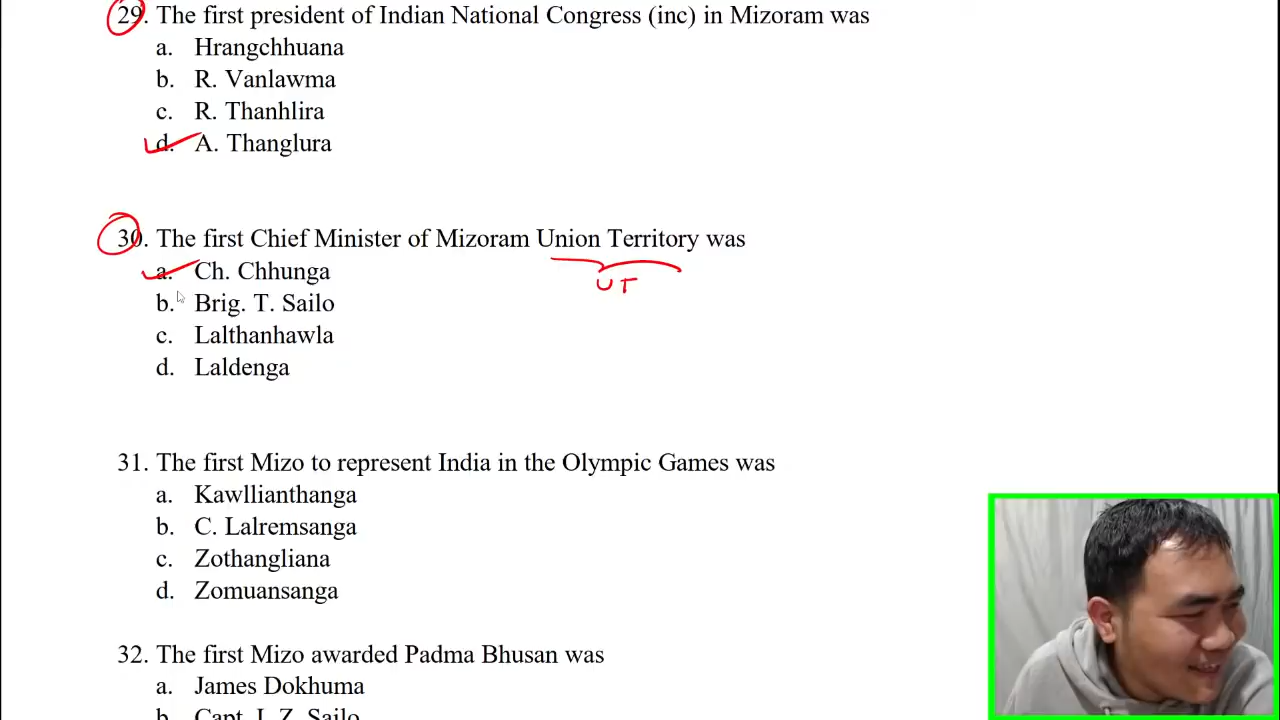 29. The first president of Indian National Congress (inc) in Mizoram was
a. Hrangchhuana
b. R. Vanlawma
c. R. Thanhlira
d. A. Thanglura
30. The first Chief Minister of Mizoram Union Territory was
a. Ch. Chhunga
UT
b. Brig. T. Sailo
c. Lalthanhawla
d. Laldenga
31. The first Mizo to represent India in the Olympic Games was
a. Kawllianthanga
b. C. Lalremsanga
c. Zothangliana
d. Zomuansanga
32. The first Mizo awarded Padma Bhusan was
a. James Dokhuma
b. Capt. L.Z. Sailo